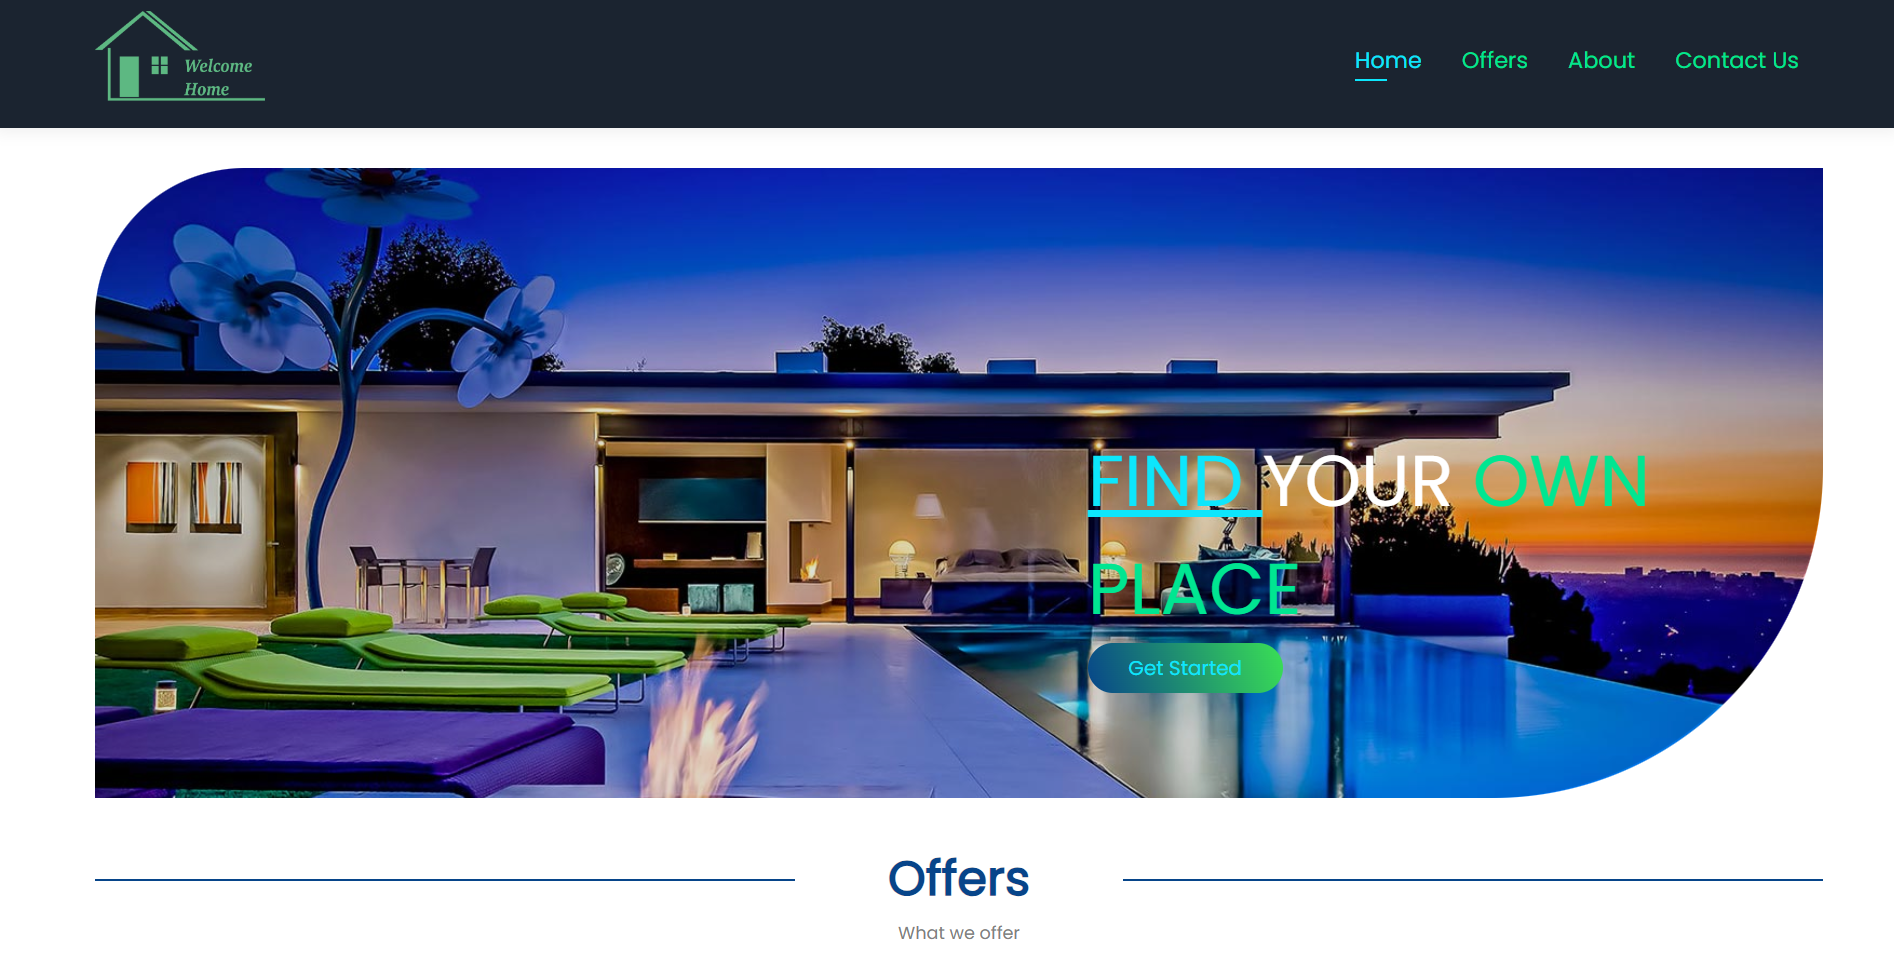 Welcome
Home
Home
Offers
About
Contact Us
FIND YOUR OWN
PLACE
Get Started
Offers
What we offer